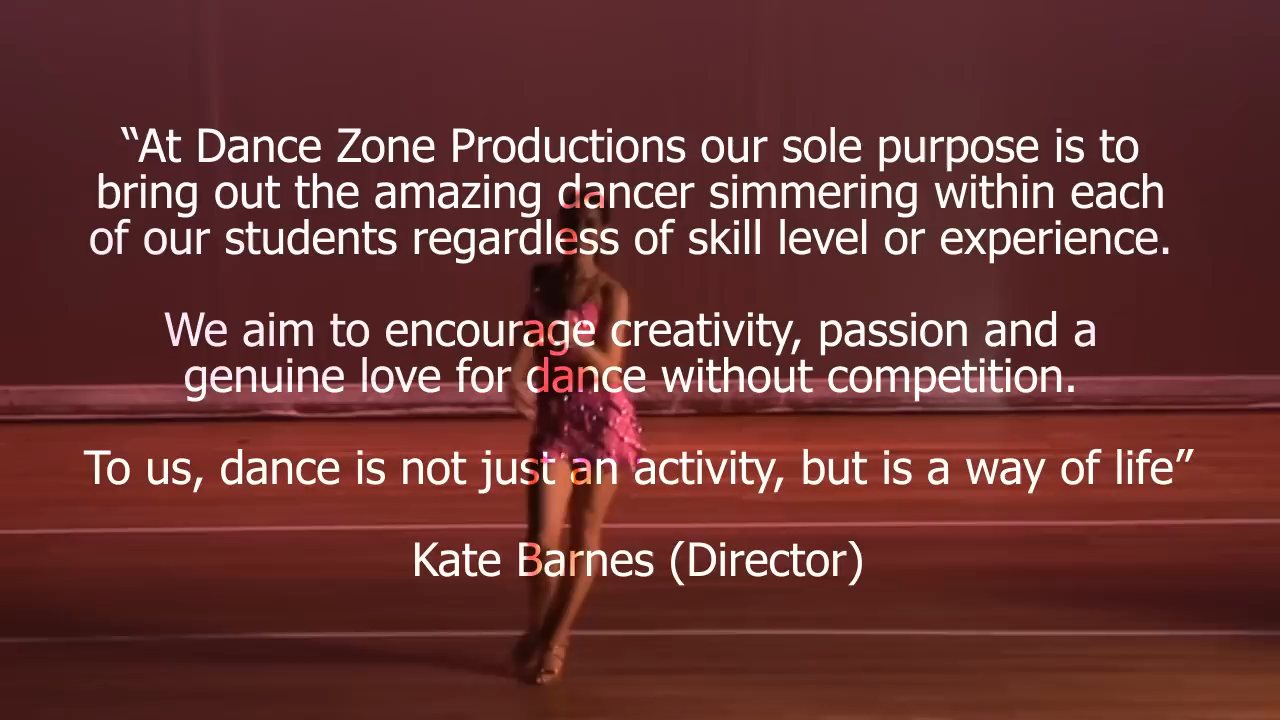 “At Dance Zone Productions our sole purpose is to
bring out the amazing dancer simmering within each
of our students regardless of skill level or experience.
We aim to encourage creativity, passion and a
genuine love for dance without competition.
To us, dance is not just an activity, but is a way of life”
Kate Barnes (Director)